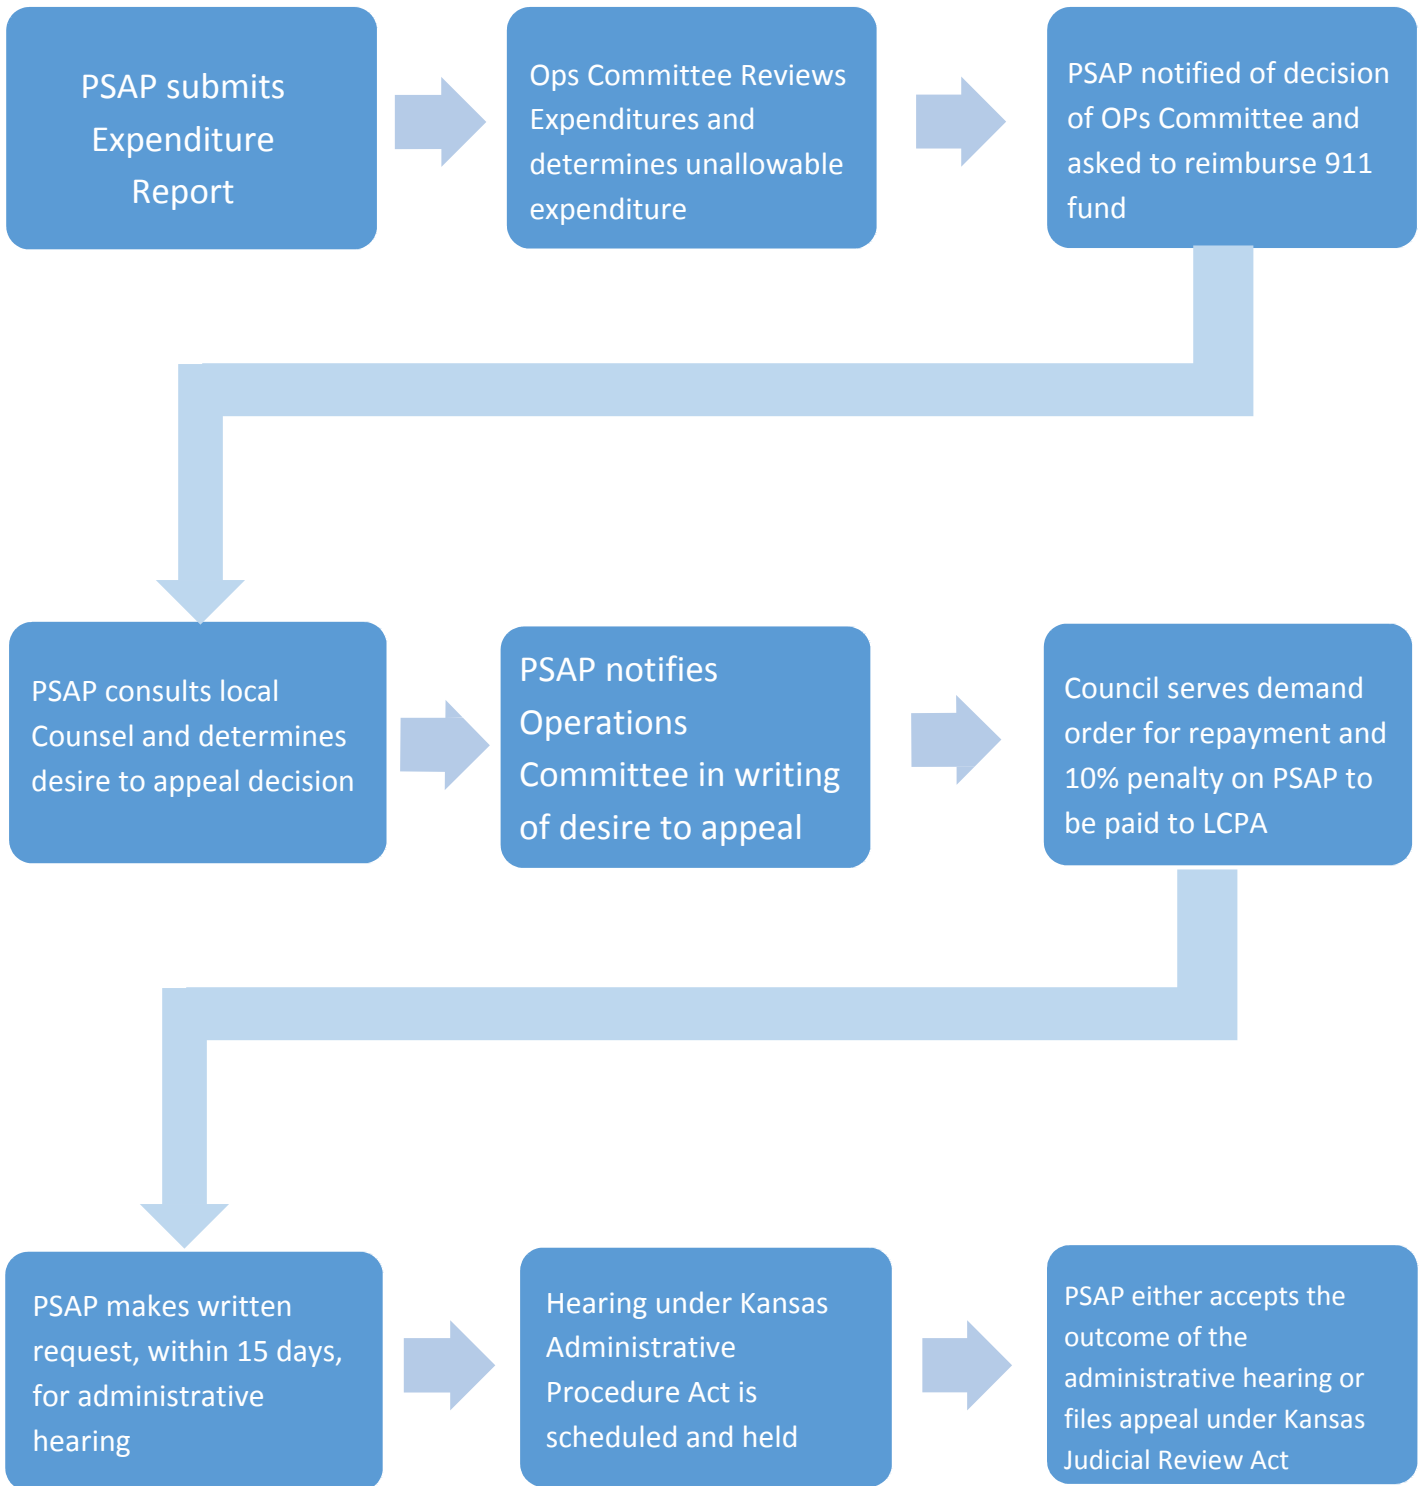 PSAP submits
Expenditure
Report
Ops Committee Reviews
Expenditures and
determines unallowable
expenditure
PSAP notified of decision
of OPs Committee and
asked to reimburse 911
fund
PSAP consults local
Counsel and determines
desire to appeal decision
PSAP notifies
Operations
Committee in writing
of desire to appeal
Council serves demand
order for repayment and
10% penalty on PSAP to
be paid to LCPA
PSAP makes written
request, within 15 days,
for administrative
hearing
Hearing under Kansas
Administrative
Procedure Act is
scheduled and held
PSAP either accepts the
outcome of the
administrative hearing or
files appeal under Kansas
Judicial Review Act